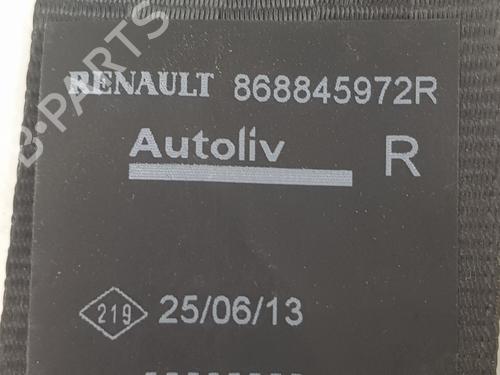 B-PARTS
RENAULT 868845972R
Autoliv R
219 25/06/13